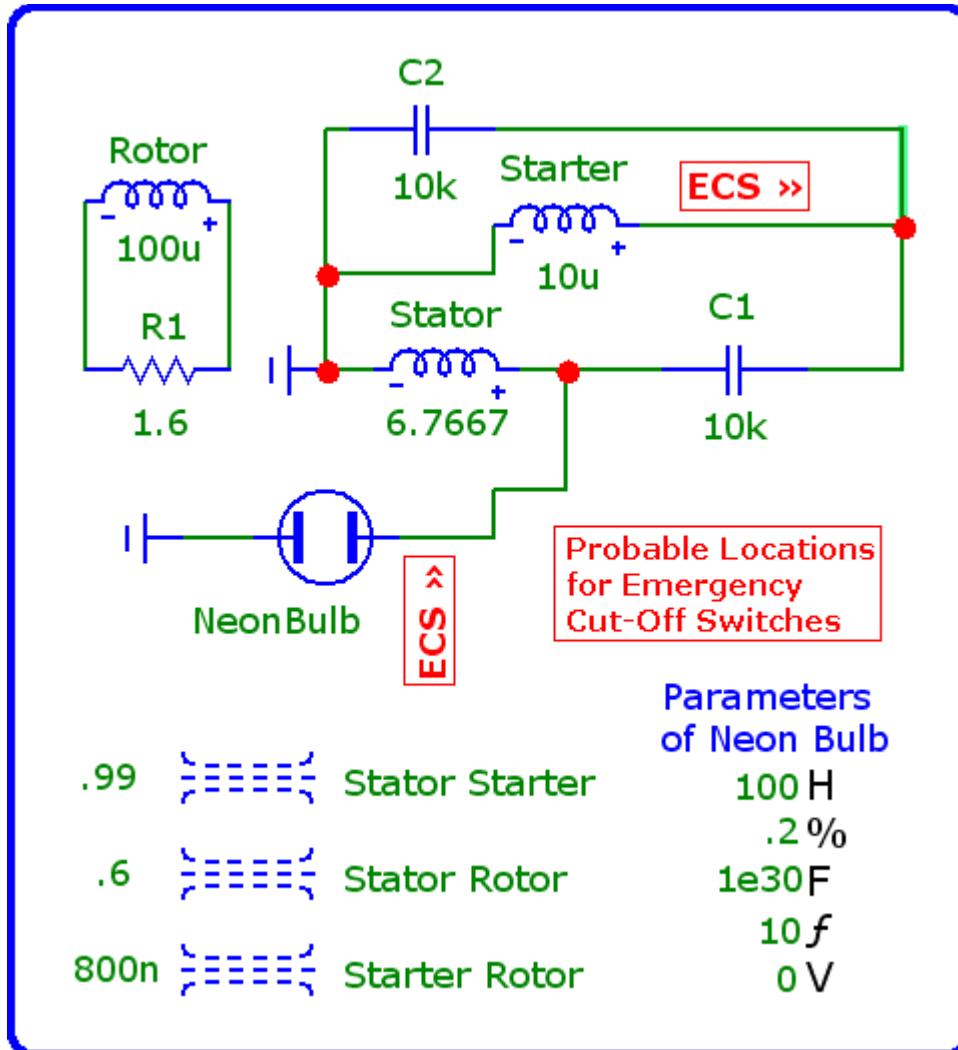 C2
10k
Rotor
100u
R1
1.6
Starter
10u
ECS »
Stator
6.7667
C1
10k
NeonBulb
ECS »
Probable Locations
for Emergency
Cut-Off Switches
Parameters
of Neon Bulb
100 H
.2 %
1e30 F
10 f
0 V
.99 Stator Starter
.6 Stator Rotor
800n Starter Rotor